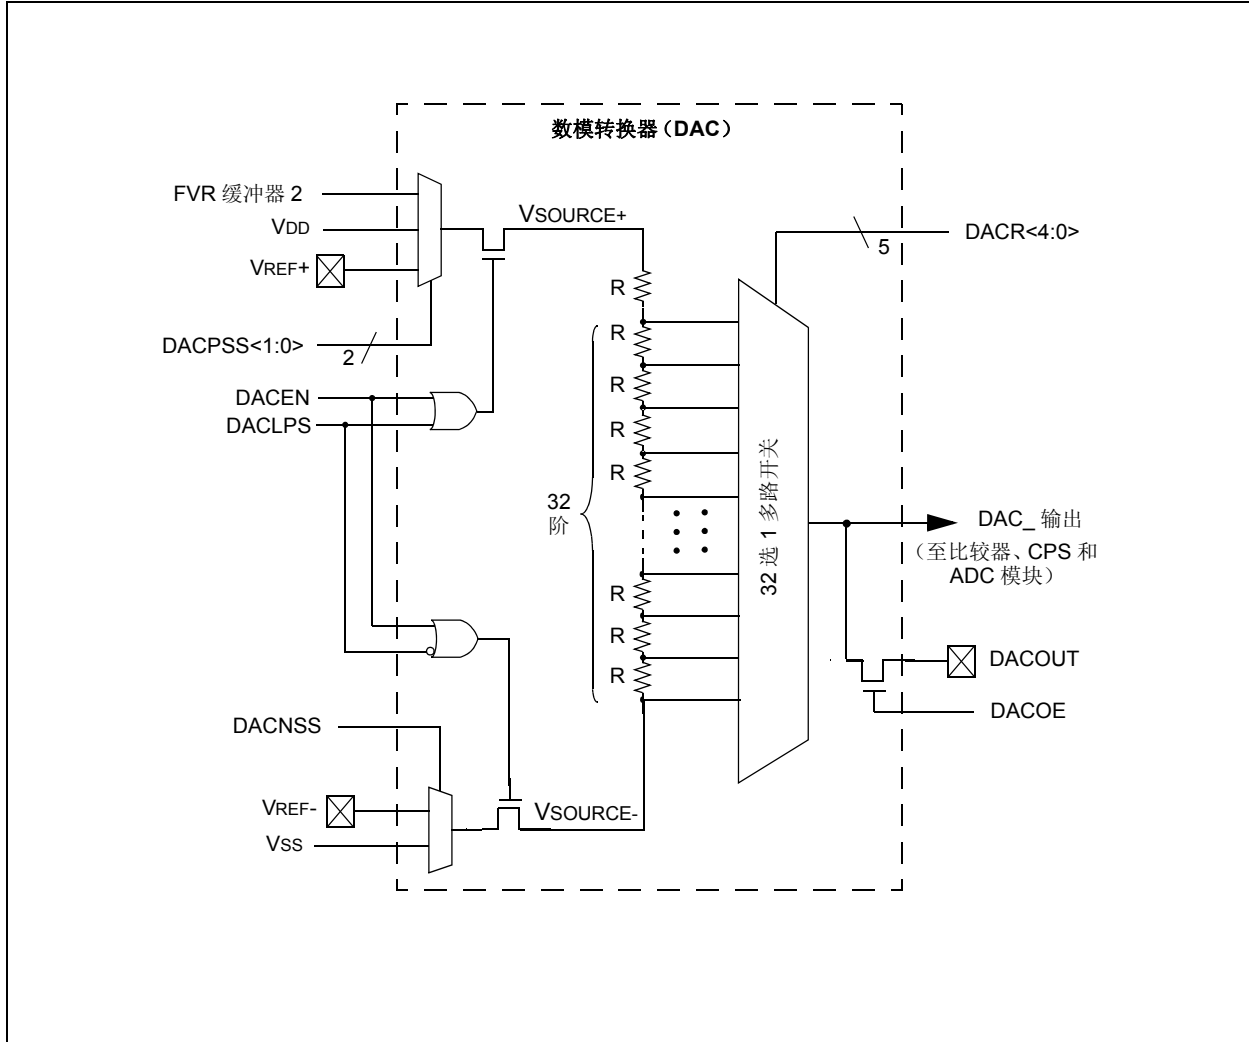 数模转换器（DAC）
FVR 缓冲器 2
VDD
VREF+
DACPSS<1:0>
2
DACEN
DACLPS
VSOURCE+
DACR<4:0>
5
R
R
R
R
R
32
阶
R
R
R
32 选 1 多路开关
DAC_ 输出
（至比较器、CPS 和
ADC 模块）
DACOUT
DACOE
DACNSS
VREF-
VSS
VSOURCE-